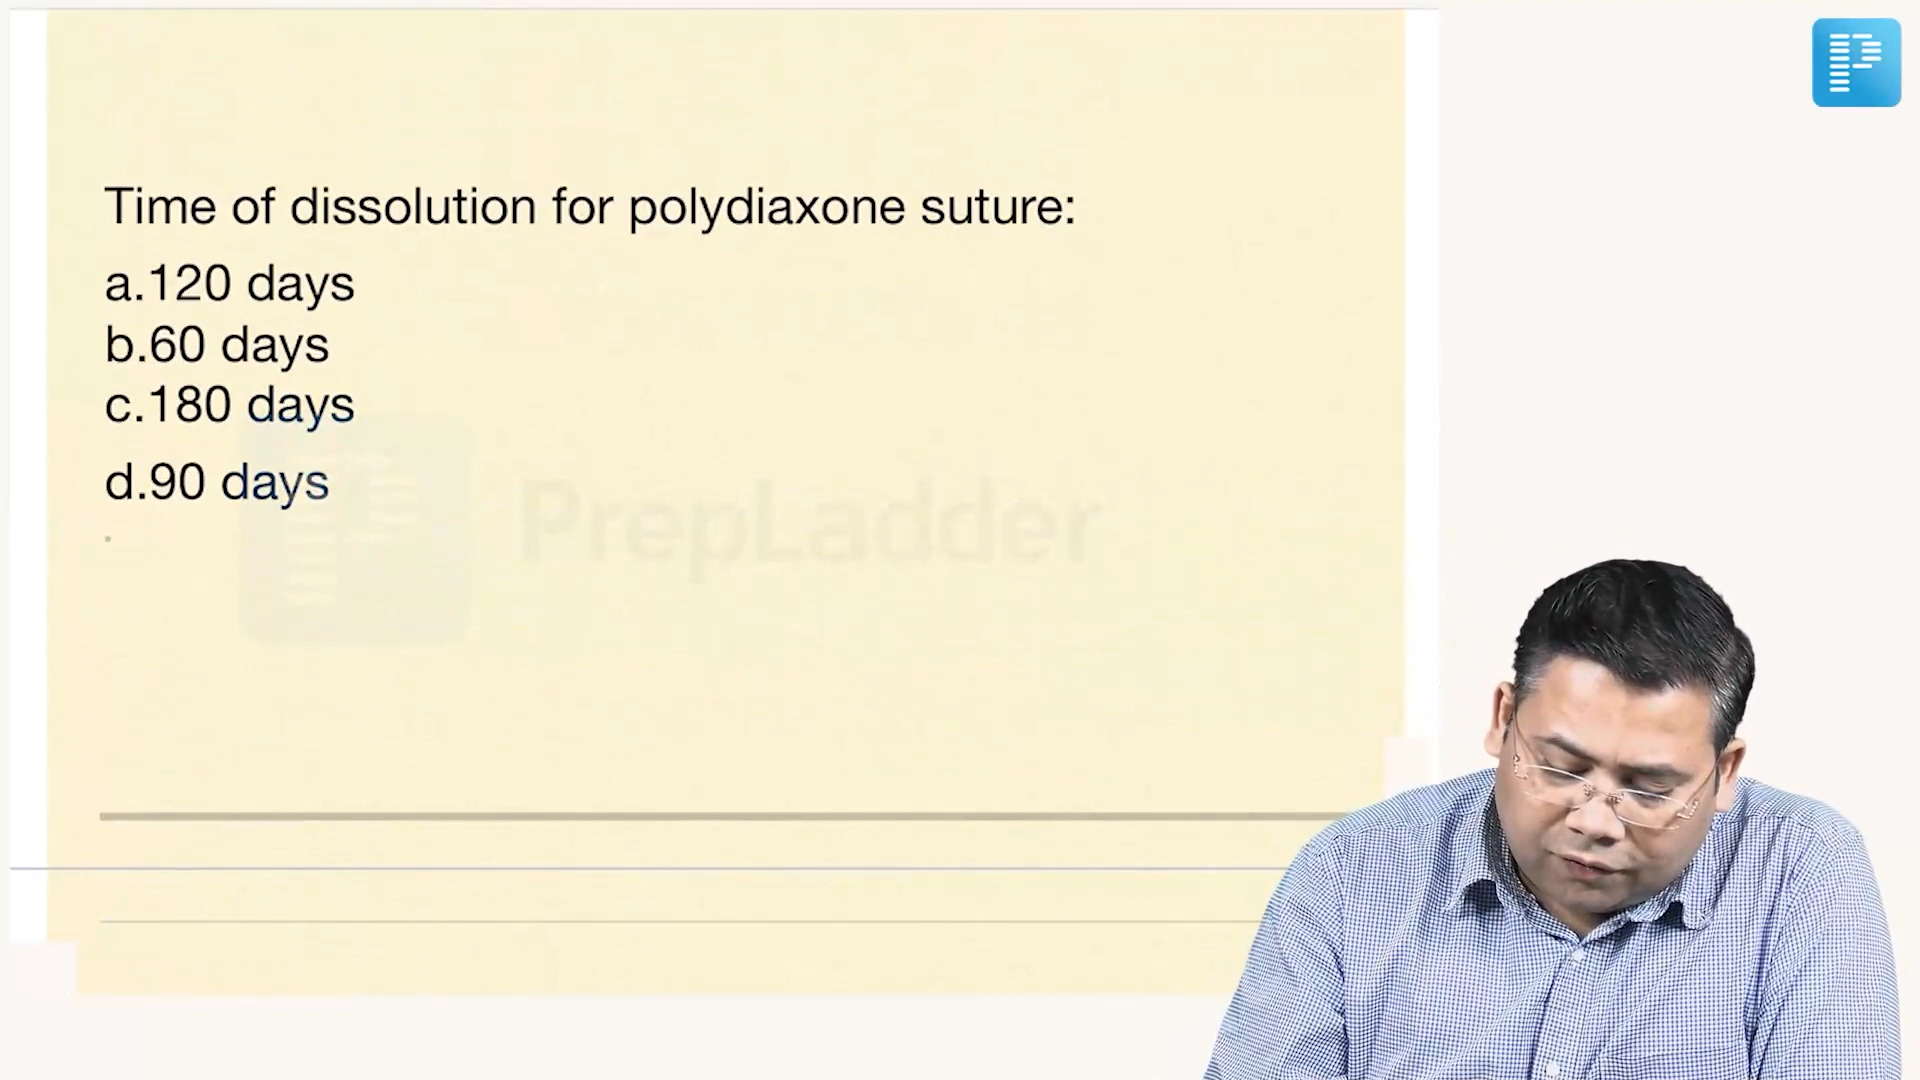 Time of dissolution for polydiaxone suture:
a.120 days
b.60 days
c.180 days
d.90 days
PrepLadder